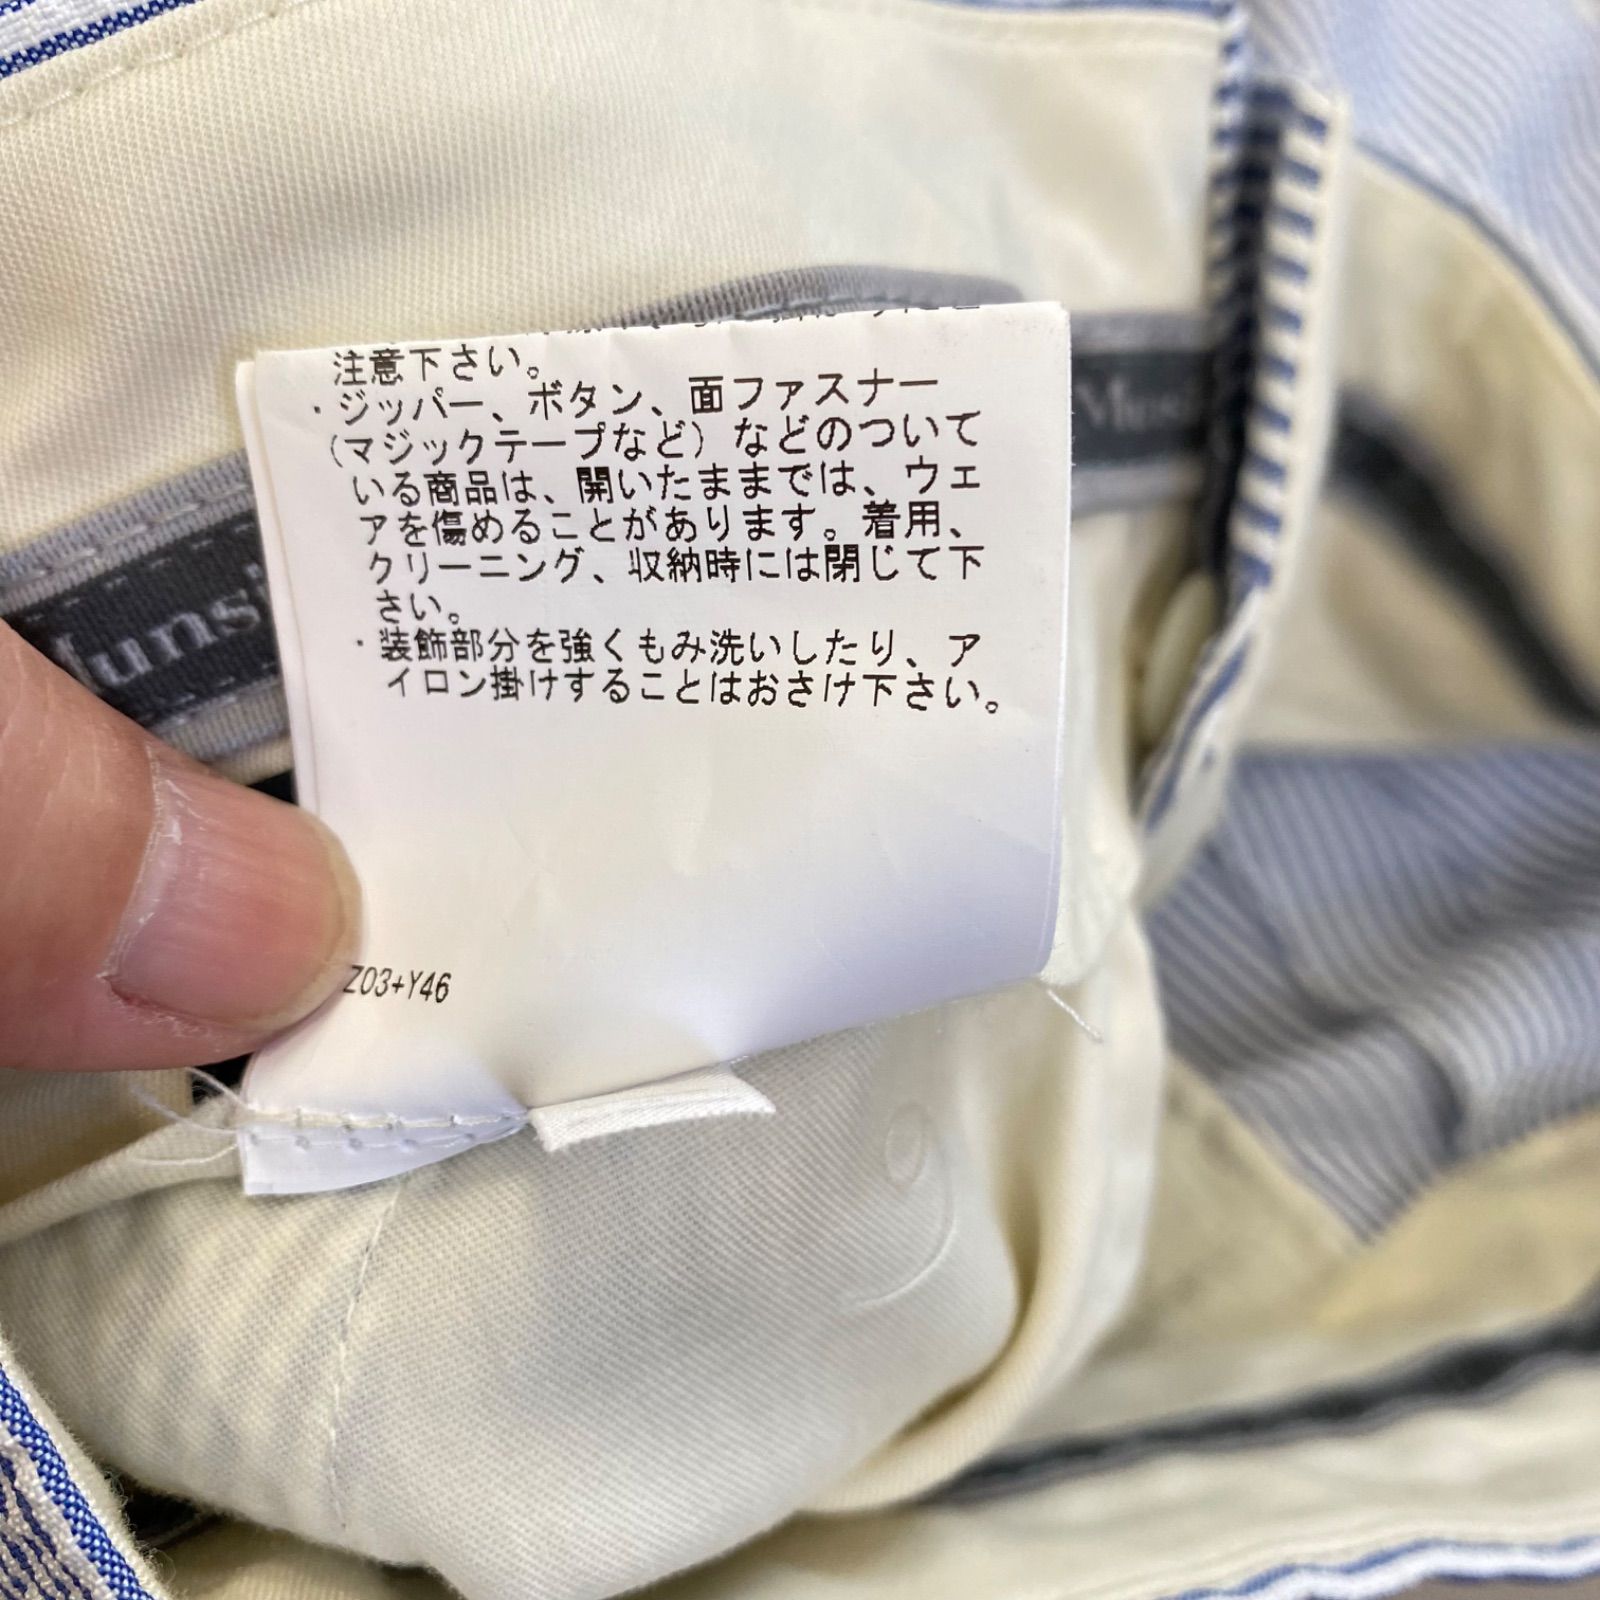 注意下さい。
・ジッパー、ボタン、面ファスナー
(マジックテープなど)などのついて
いる商品は、開いたままでは、ウェ
アを傷めることがあります。着用、
クリーニング、収納時には閉じて下
さい。
・装飾部分を強くもみ洗いしたり、ア
イロン掛けすることはおさけ下さい。
Z03+Y46